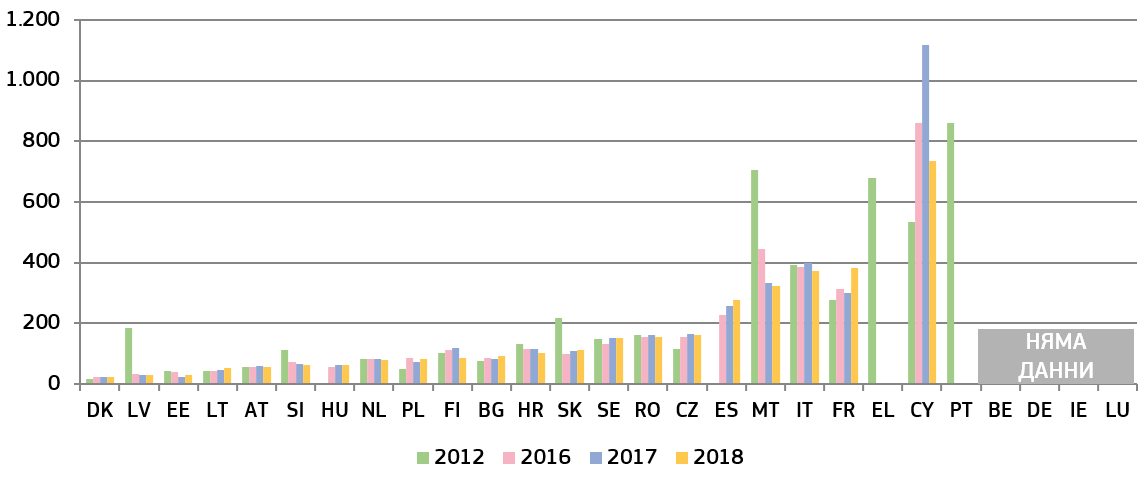 1.200
1.000
800
600
400
200
0
НЯМА
ДАННИ
DK LV EE LT AT SI HU NL PL FI BG HR SK SE RO CZ ES MT IT FR EL CY PT BE DE IE LU
2012 2016 2017 2018